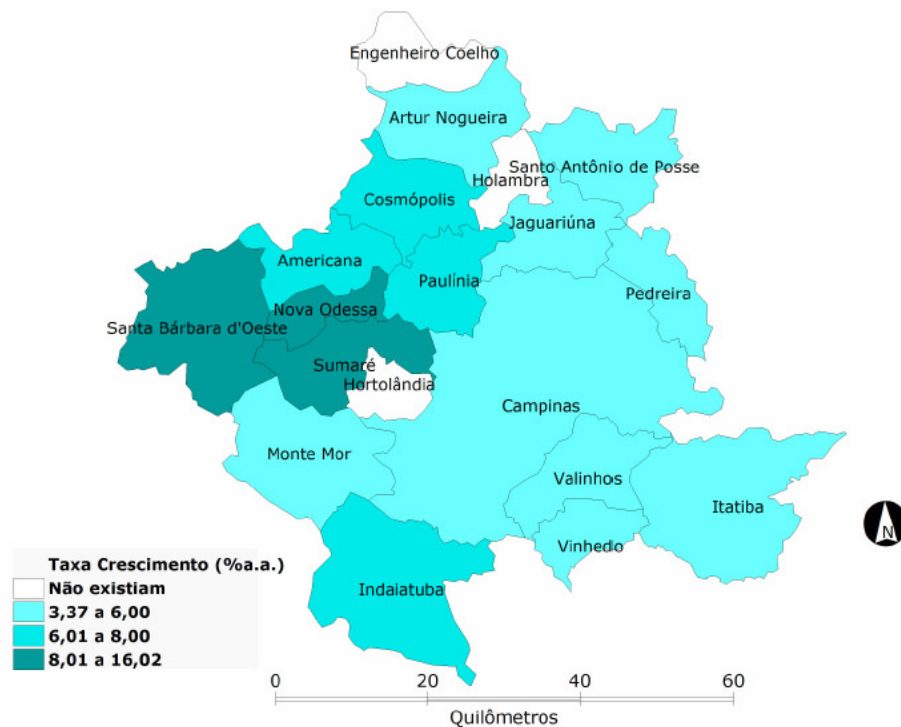 Engenheiro Coelho
Artur Nogueira
Santo Antônio de Posse
Holambra
Cosmópolis
Jaguariúna
Americana
Paulínia
Pedreira
Nova Odessa
Santa Bárbara d'Oeste
Sumaré
Hortolândia
Campinas
Monte Mor
Valinhos
Itatiba
Vinhedo
Indaiatuba
N
Taxa Crescimento (%a.a.)
Não existiam
3,37 a 6,00
6,01 a 8,00
8,01 a 16,02
0 20 40 60
Quilômetros